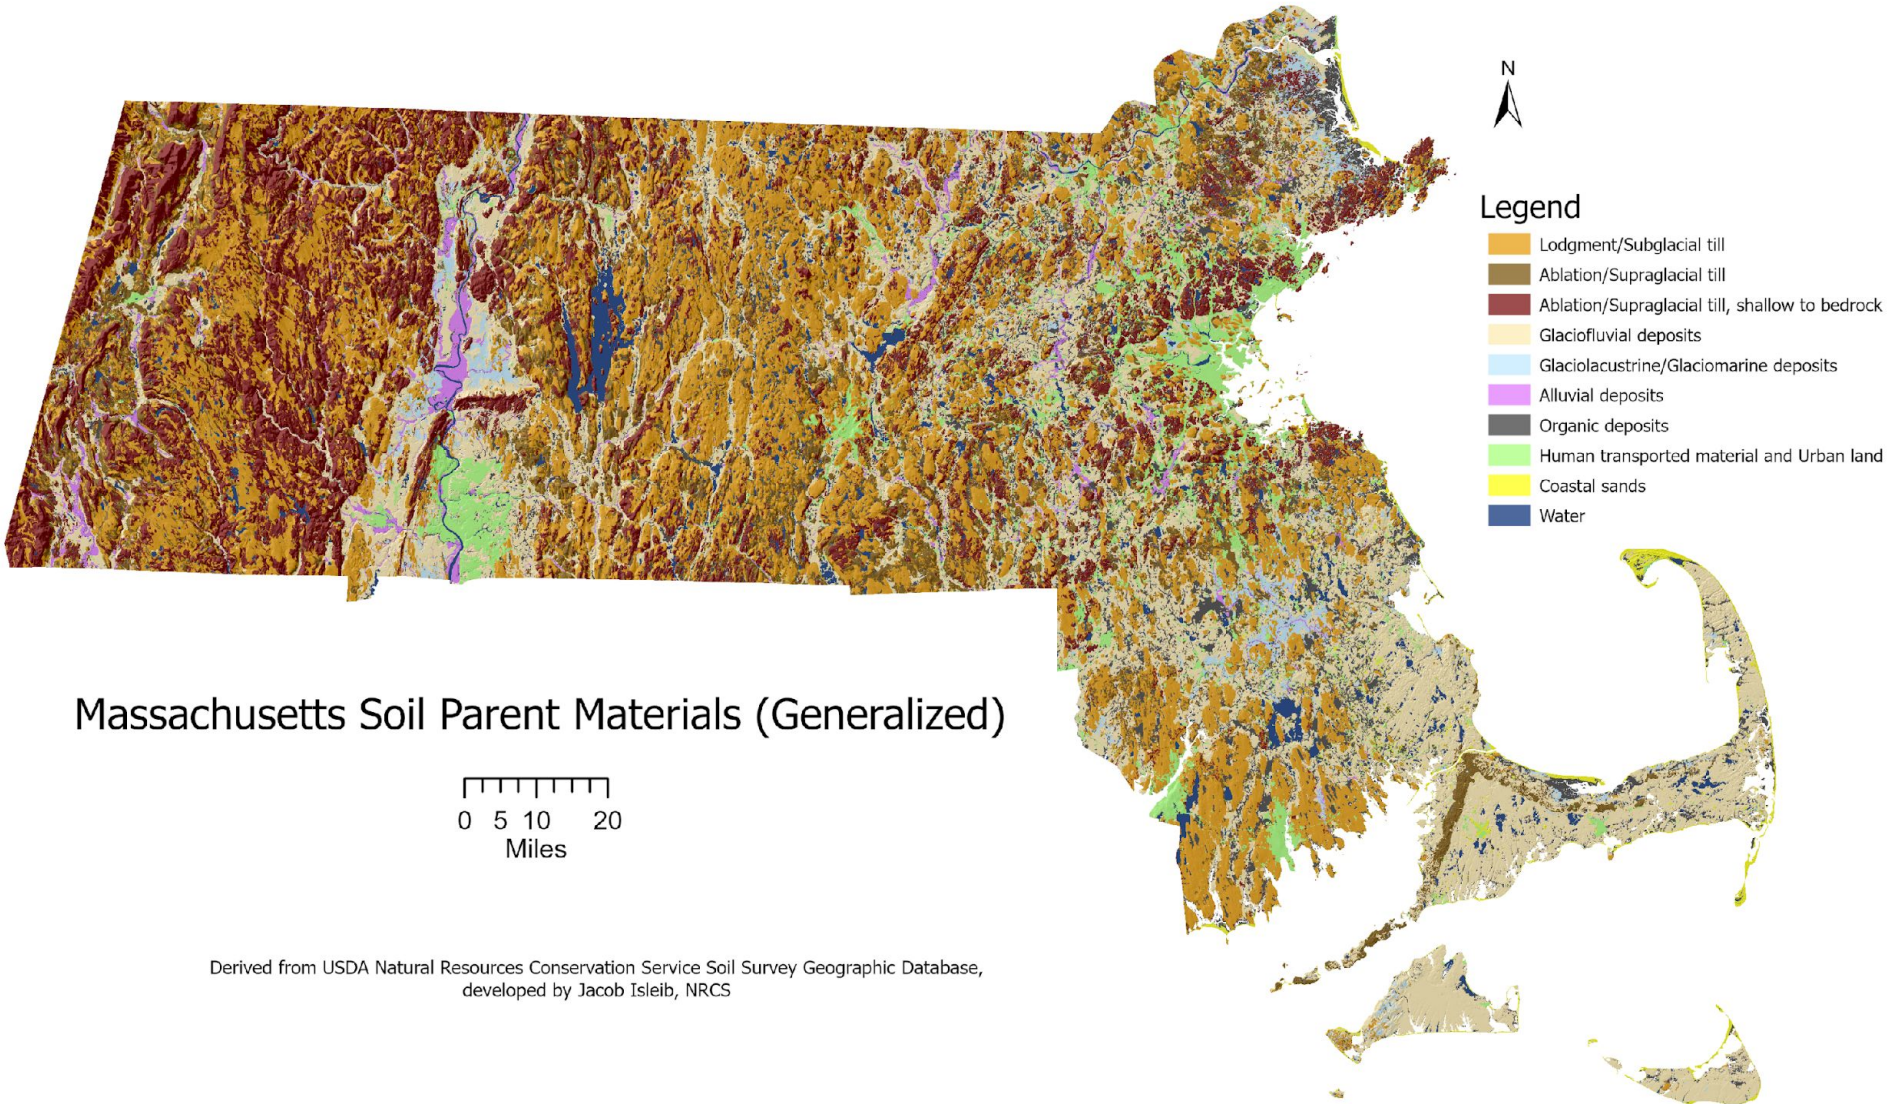 N
Legend
Lodgment/Subglacial till
Ablation/Supraglacial till
Ablation/Supraglacial till, shallow to bedrock
Glaciofluvial deposits
Glaciolacustrine/Glaciomarine deposits
Alluvial deposits
Organic deposits
Human transported material and Urban land
Coastal sands
Water
Massachusetts Soil Parent Materials (Generalized)
0 5 10 20
Miles
Derived from USDA Natural Resources Conservation Service Soil Survey Geographic Database,
developed by Jacob Isleib, NRCS